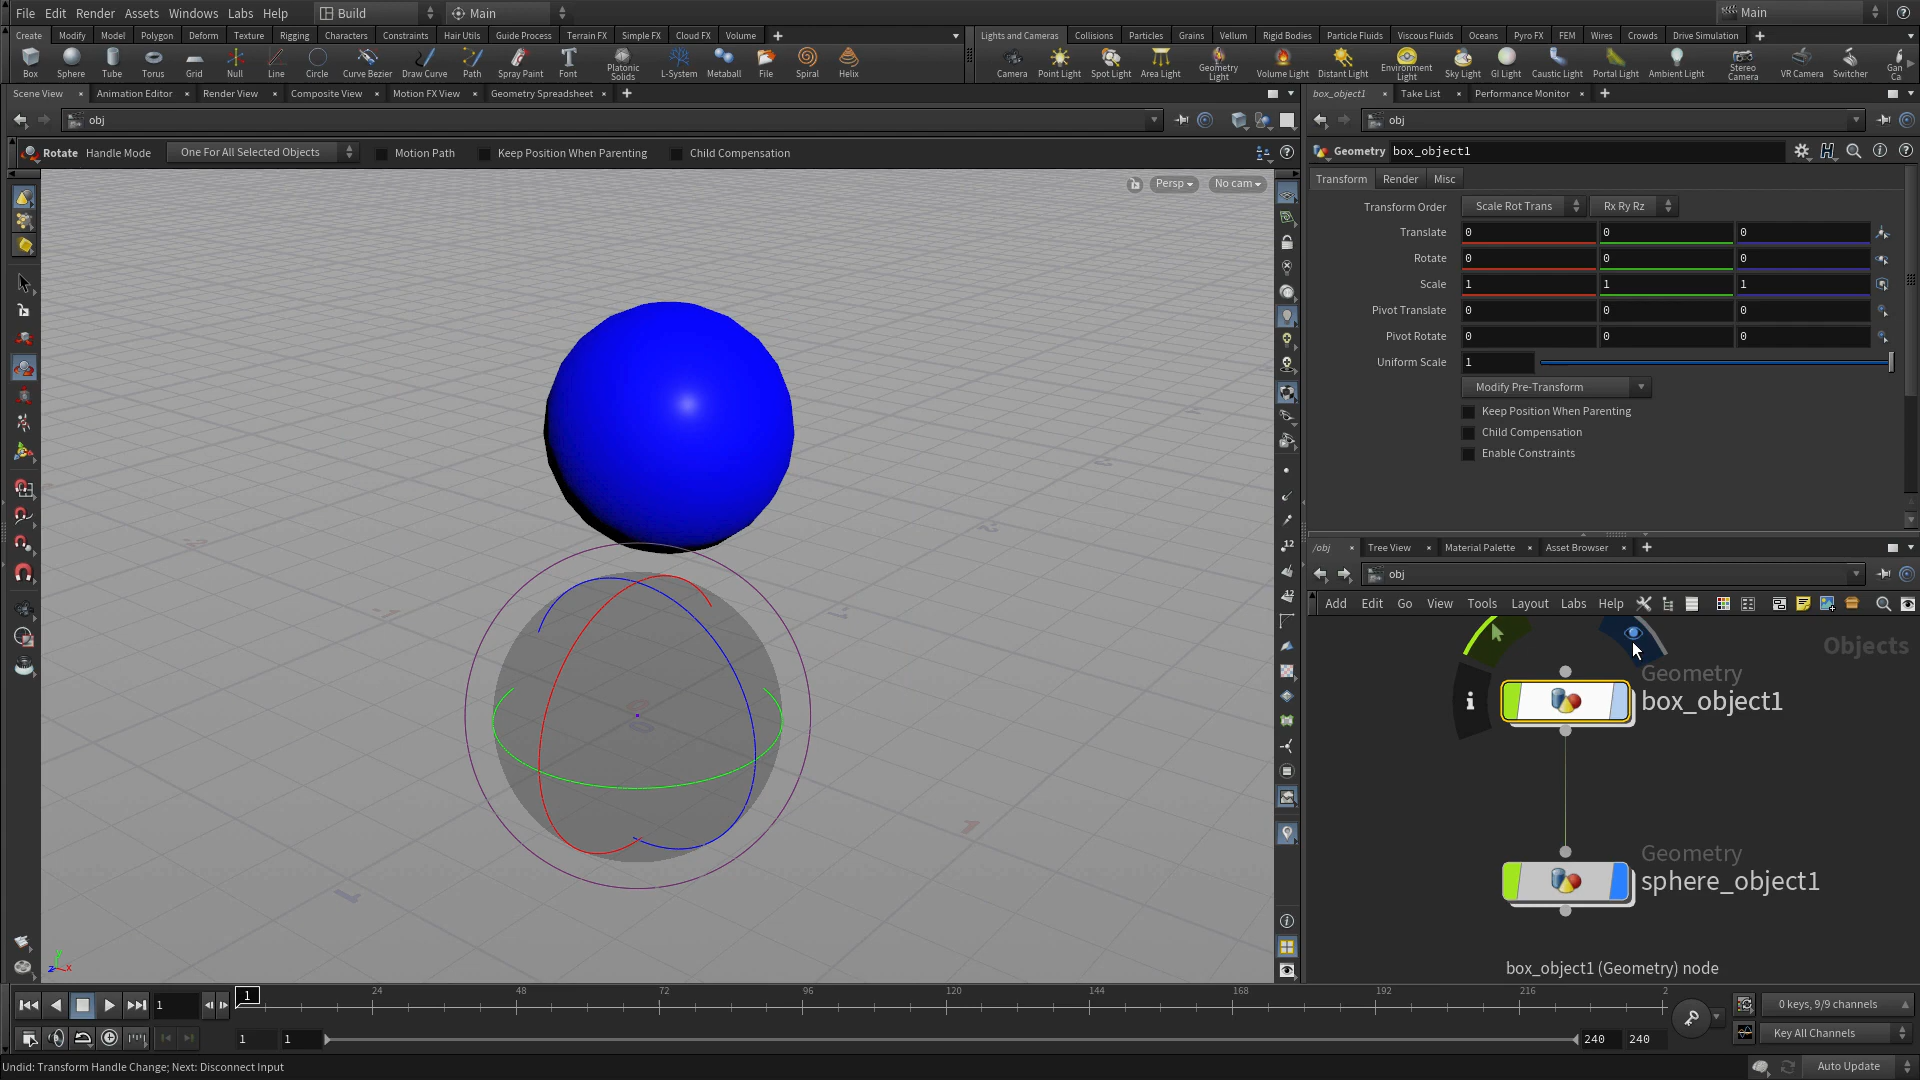 File Edit Render Assets Windows Labs Help Build Main Main
Create Modify Model Polygon Deform Texture Rigging Characters Constraints Hair Utils Guide Process Terrain FX Simple FX Cloud FX Volume
Lights and Cameras Collisions Particles Grains Vellum Rigid Bodies Particle Fluids Viscous Fluids Oceans Pyro FX FEM Wires Crowds Drive Simulation
Box Sphere Tube Torus Grid Null Line Circle Curve Bezier Draw Curve Path Spray Paint Font Platonic Solids L-System Metaball File Spiral Helix
Camera Point Light Spot Light Area Light Geometry Light Volume Light Distant Light Environment Light Sky Light GI Light Caustic Light Portal Light Ambient Light Stereo Camera VR Camera Switcher Gan Ca
Scene View Animation Editor Render View Composite View Motion FX View Geometry Spreadsheet
box_object1 Take List Performance Monitor
obj
obj
Rotate Handle Mode One For All Selected Objects Motion Path Keep Position When Parenting Child Compensation
Geometry box_object1
Persp No cam
Transform Render Misc
Transform Order Scale Rot Trans Rx Ry Rz
Translate 0 0 0
Rotate 0 0 0
Scale 1 1 1
Pivot Translate 0 0 0
Pivot Rotate 0 0 0
Uniform Scale 1
Modify Pre-Transform
Keep Position When Parenting
Child Compensation
Enable Constraints
/obj Tree View Material Palette Asset Browser
obj
Add Edit Go View Tools Layout Labs Help
Objects
Geometry
box_object1
Geometry
sphere_object1
box_object1 (Geometry) node
12
12
z y x
1 1 24 48 72 96 120 144 168 192 216 2
0 keys, 9/9 channels
1 1 240 240
Key All Channels
Undid: Transform Handle Change; Next: Disconnect Input
Auto Update